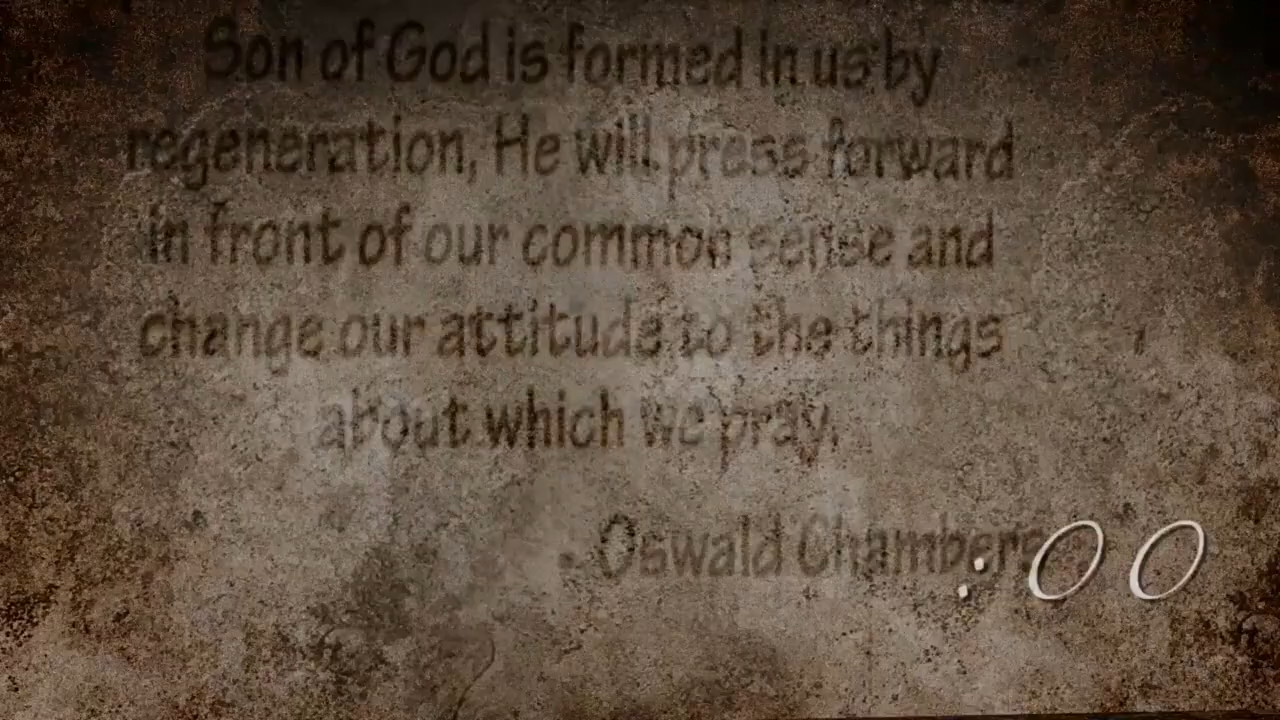 Son of God is formed in us by
regeneration, He will press forward
in front of our common sense and
change our attitude to the things
about which we pray.
- Oswald Chambers
:00